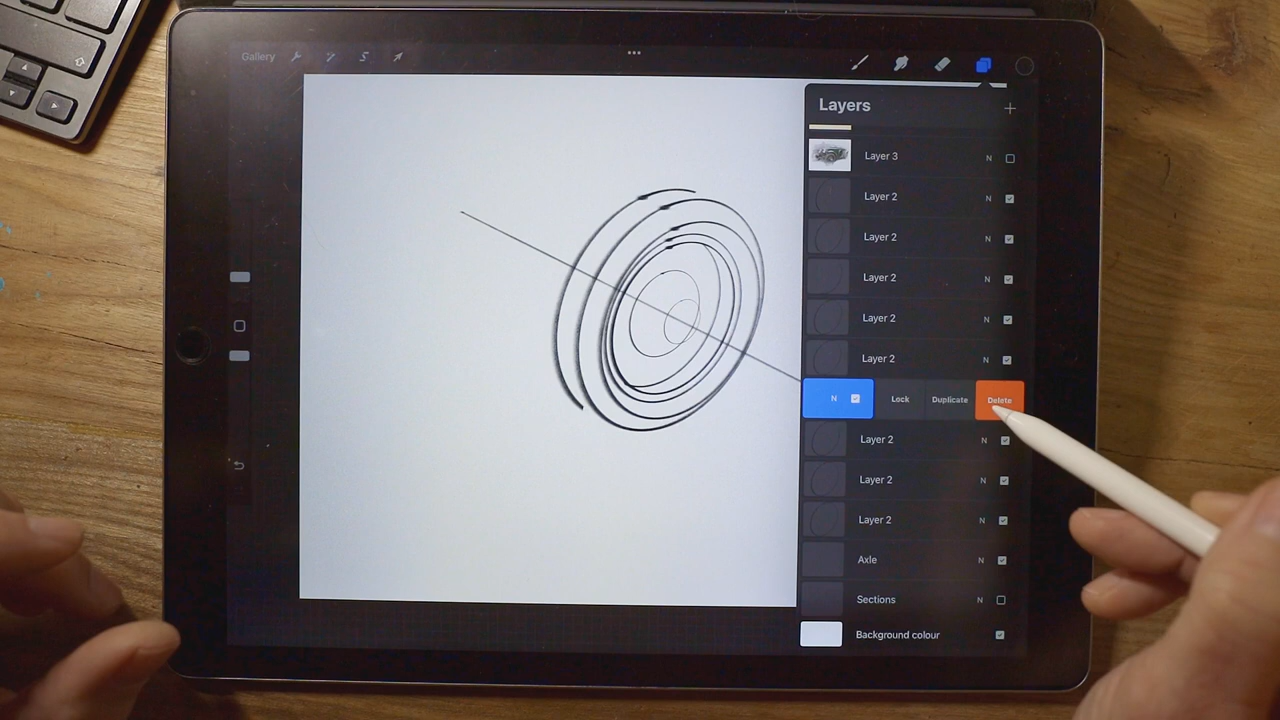 Gallery
Layers
Layer 3 N
Layer 2 N
Layer 2 N
Layer 2 N
Layer 2 N
Layer 2 N
N Lock Duplicate Delete
Layer 2 N
Layer 2 N
Layer 2 N
Axle N
Sections N
Background colour